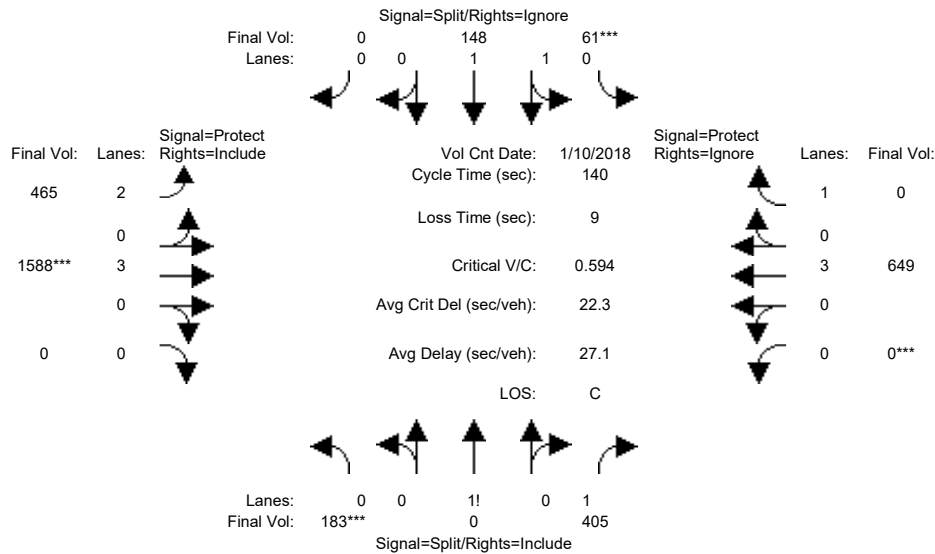 Signal=Split/Rights=Ignore
Final Vol: 0 148 61***
Lanes: 0 0 1 1 0
Signal=Protect
Final Vol: Lanes: Rights=Include
Vol Cnt Date: 1/10/2018
Signal=Protect
Rights=Ignore Lanes: Final Vol:
Cycle Time (sec): 140
465 2
1 0
Loss Time (sec): 9
0
0
1588*** 3
Critical V/C: 0.594
3 649
0
Avg Crit Del (sec/veh): 22.3
0
0 0
Avg Delay (sec/veh): 27.1
0 0***
LOS: C
Lanes: 0 0 1! 0 1
Final Vol: 183*** 0 405
Signal=Split/Rights=Include